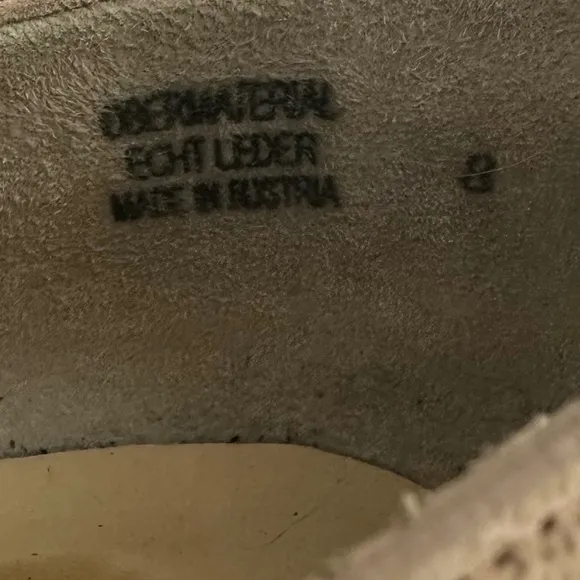 OBERMATERIAL
ECHT LEDER
MADE IN AUSTRIA
8